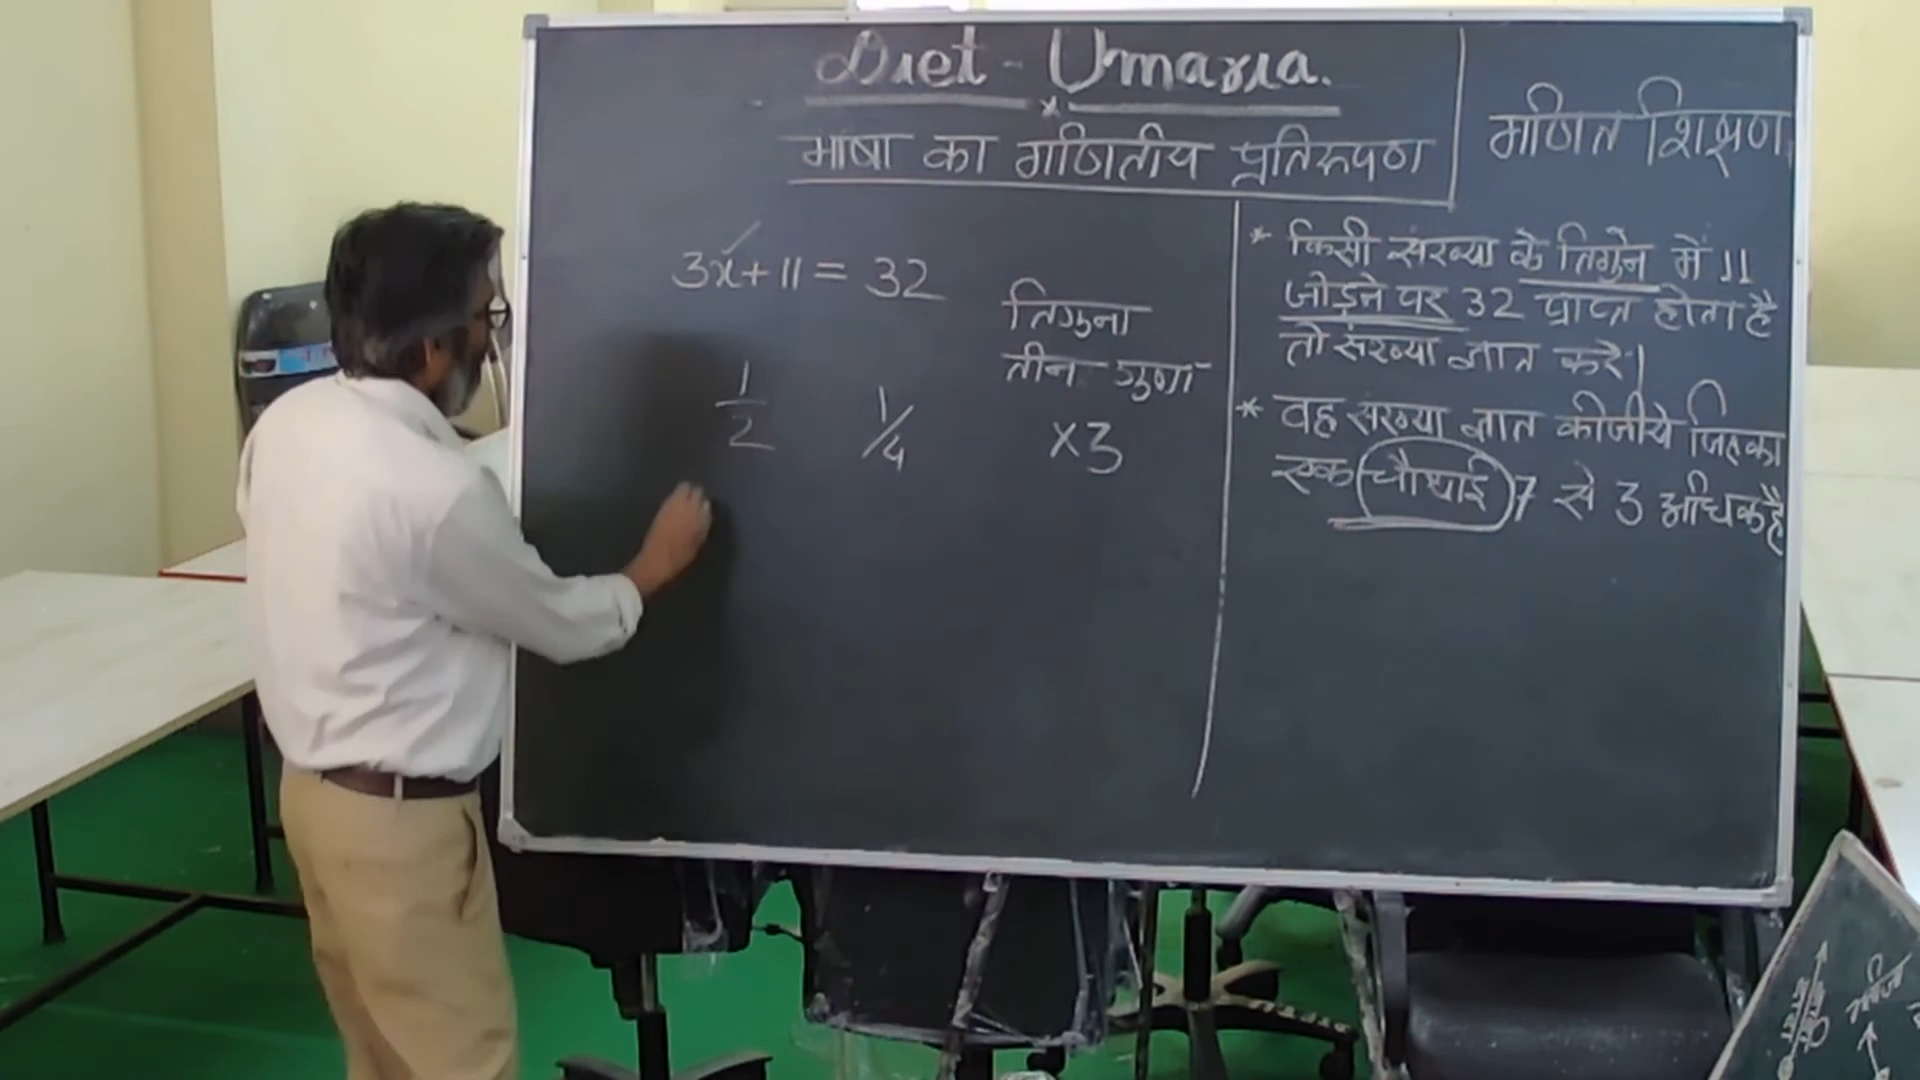 Diet - Umaria.
भाषा का गणितीय प्रतिरूपण
गणित शिक्षण
3x + 11 = 32
तिगुना
तीन गुणा
1/2 1/4 ×3
* किसी संख्या के तिगुने में 11
जोड़ने पर 32 प्राप्त होता है
तो संख्या ज्ञात करें।
* वह संख्या ज्ञात कीजीये जिसका
एक चौथाई 7 से 3 अधिक है